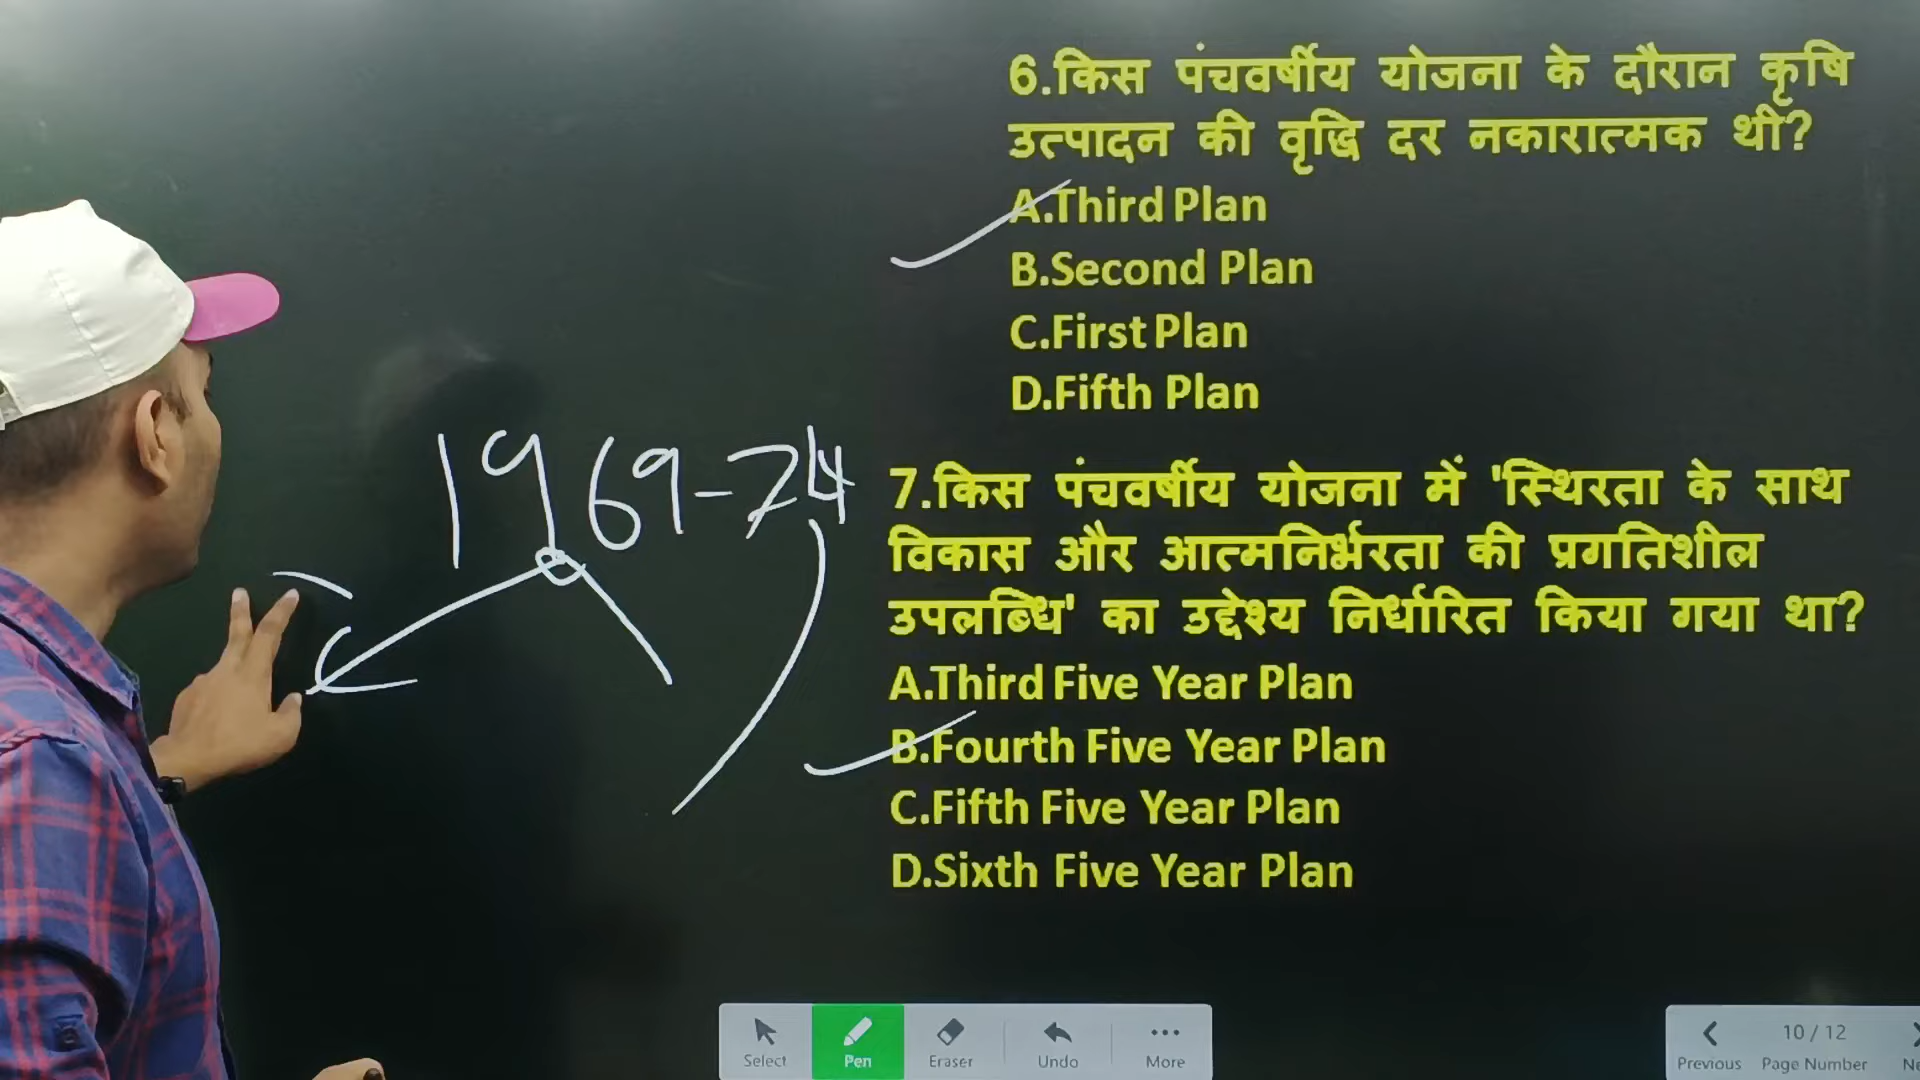 6.किस पंचवर्षीय योजना के दौरान कृषि
उत्पादन की वृद्धि दर नकारात्मक थी?
A.Third Plan
B.Second Plan
C.First Plan
D.Fifth Plan
1969-74
7.किस पंचवर्षीय योजना में 'स्थिरता के साथ
विकास और आत्मनिर्भरता की प्रगतिशील
उपलब्धि' का उद्देश्य निर्धारित किया गया था?
A.Third Five Year Plan
B.Fourth Five Year Plan
C.Fifth Five Year Plan
D.Sixth Five Year Plan
Select Pen Eraser Undo More
10 / 12
Previous Page Number